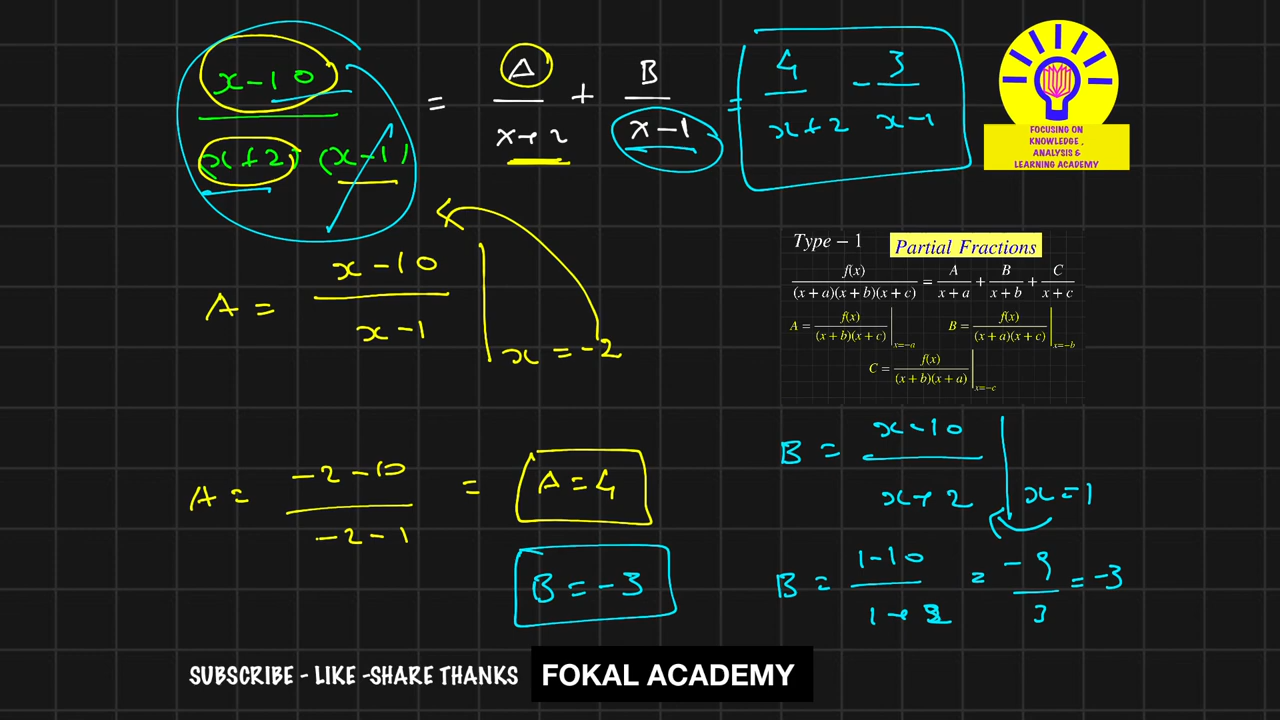 x-10 / (x+2) (x-1) = A / x+2 + B / x-1 = 4 / x+2 - 3 / x-1
FOCUSING ON
KNOWLEDGE ,
ANALYSIS &
LEARNING ACADEMY
A = x-10 / x-1 | x = -2
Type-1 Partial Fractions
f(x) / (x+a)(x+b)(x+c) = A / x+a + B / x+b + C / x+c
A = f(x) / (x+b)(x+c) | x=-a B = f(x) / (x+a)(x+c) | x=-b
C = f(x) / (x+b)(x+a) | x=-c
A = -2-10 / -2-1 = A = 4
B = -3
B = x-10 / x+2 | x=1
B = 1-10 / 1+2 = -9 / 3 = -3
SUBSCRIBE - LIKE -SHARE THANKS FOKAL ACADEMY